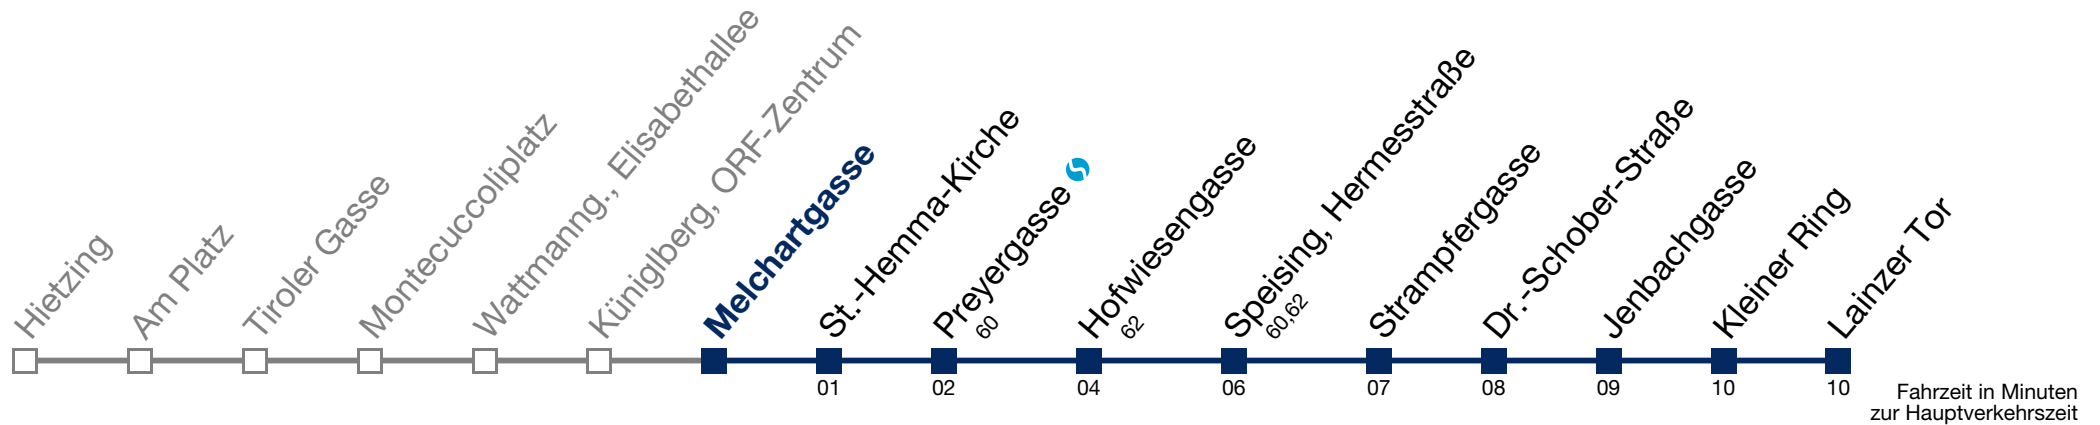 Hietzing
Am Platz
Tiroler Gasse
Montecuccoliplatz
Wattmanng., Elisabethallee
Küniglberg, ORF-Zentrum
Melchartgasse
St.-Hemma-Kirche
Preyergasse
60
Hofwiesengasse
62
Speising, Hermesstraße
60,62
Strampfergasse
Dr.-Schober-Straße
Jenbachgasse
Kleiner Ring
Lainzer Tor
01 02 04 06 07 08 09 10 10
Fahrzeit in Minuten
zur Hauptverkehrszeit